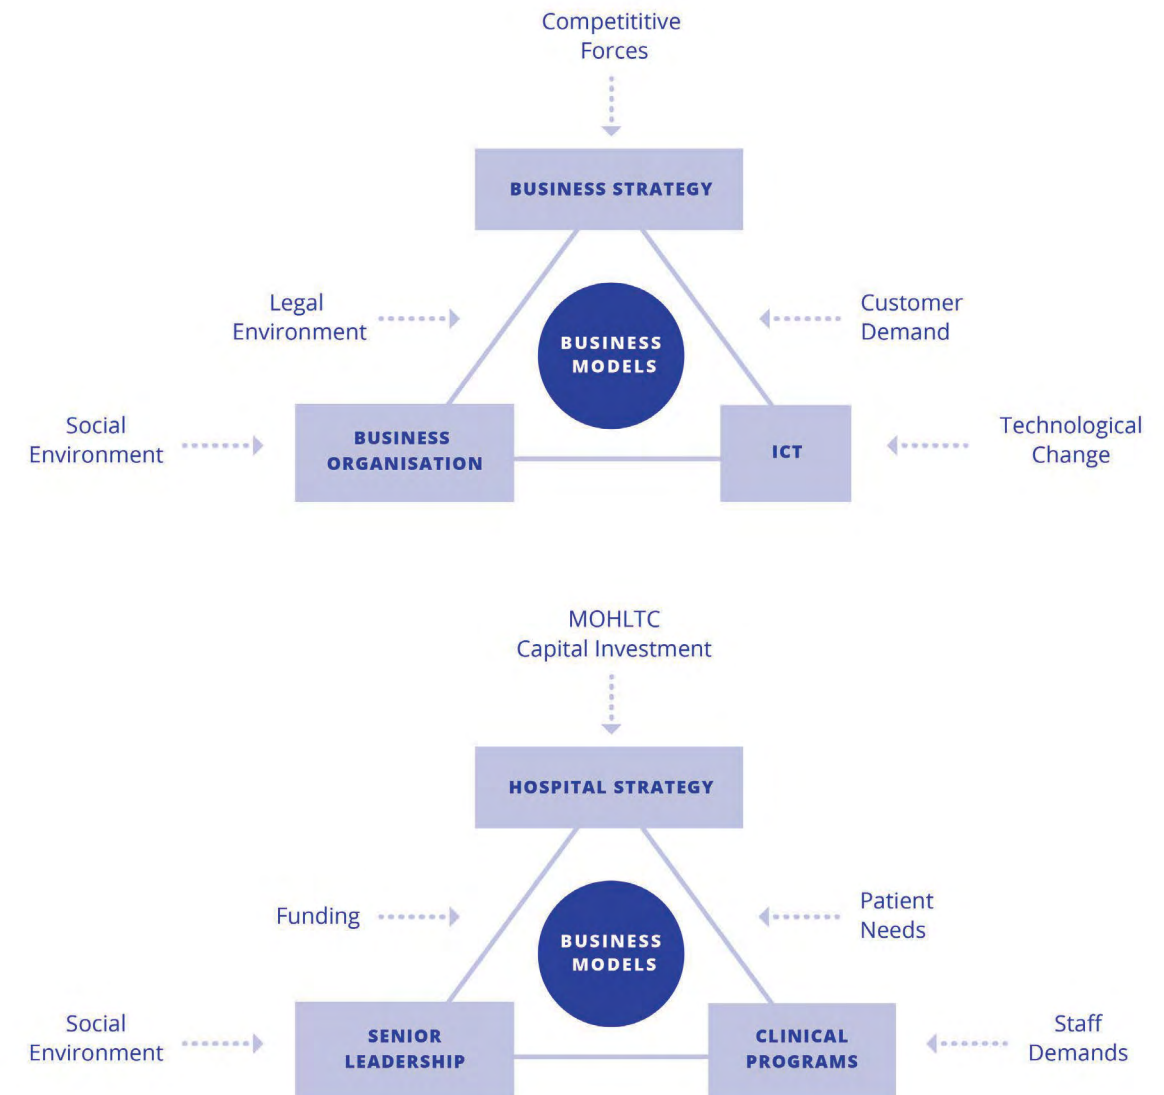 Competititive
Forces
BUSINESS STRATEGY
Legal
Environment
Customer
Demand
BUSINESS
MODELS
Social
Environment
BUSINESS
ORGANISATION
ICT
Technological
Change
MOHLTC
Capital Investment
HOSPITAL STRATEGY
Funding
Patient
Needs
BUSINESS
MODELS
Social
Environment
SENIOR
LEADERSHIP
CLINICAL
PROGRAMS
Staff
Demands